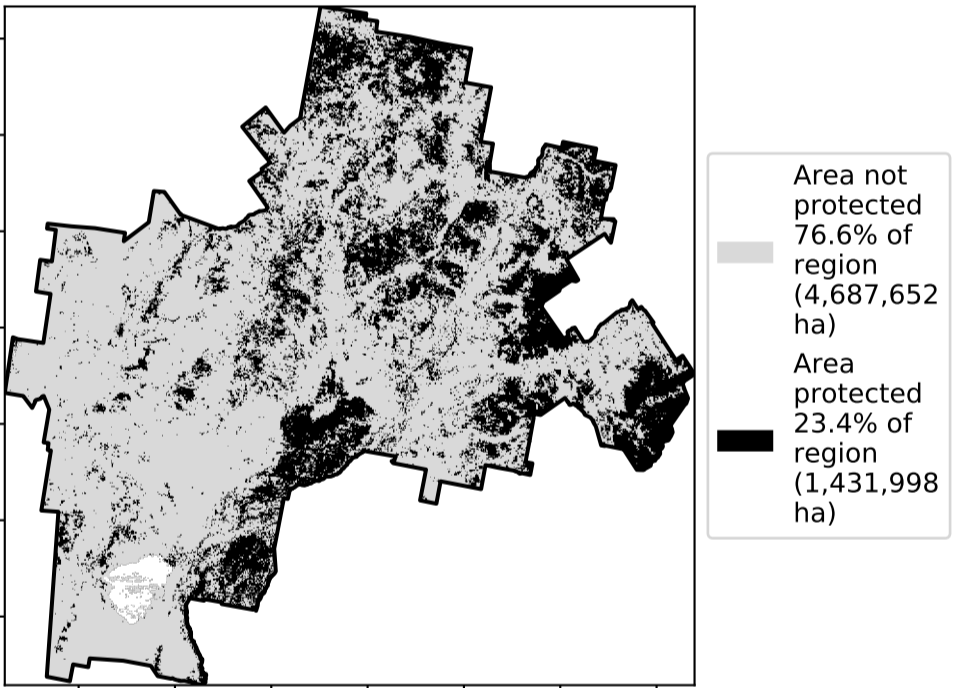 Area not
protected
76.6% of
region
(4,687,652
ha)
Area
protected
23.4% of
region
(1,431,998
ha)